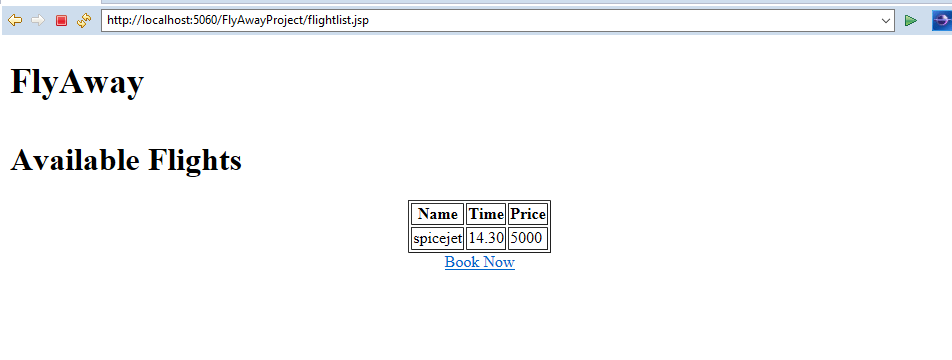 http://localhost:5060/FlyAwayProject/flightlist.jsp
FlyAway
Available Flights
Name Time Price
spicejet 14.30 5000
Book Now